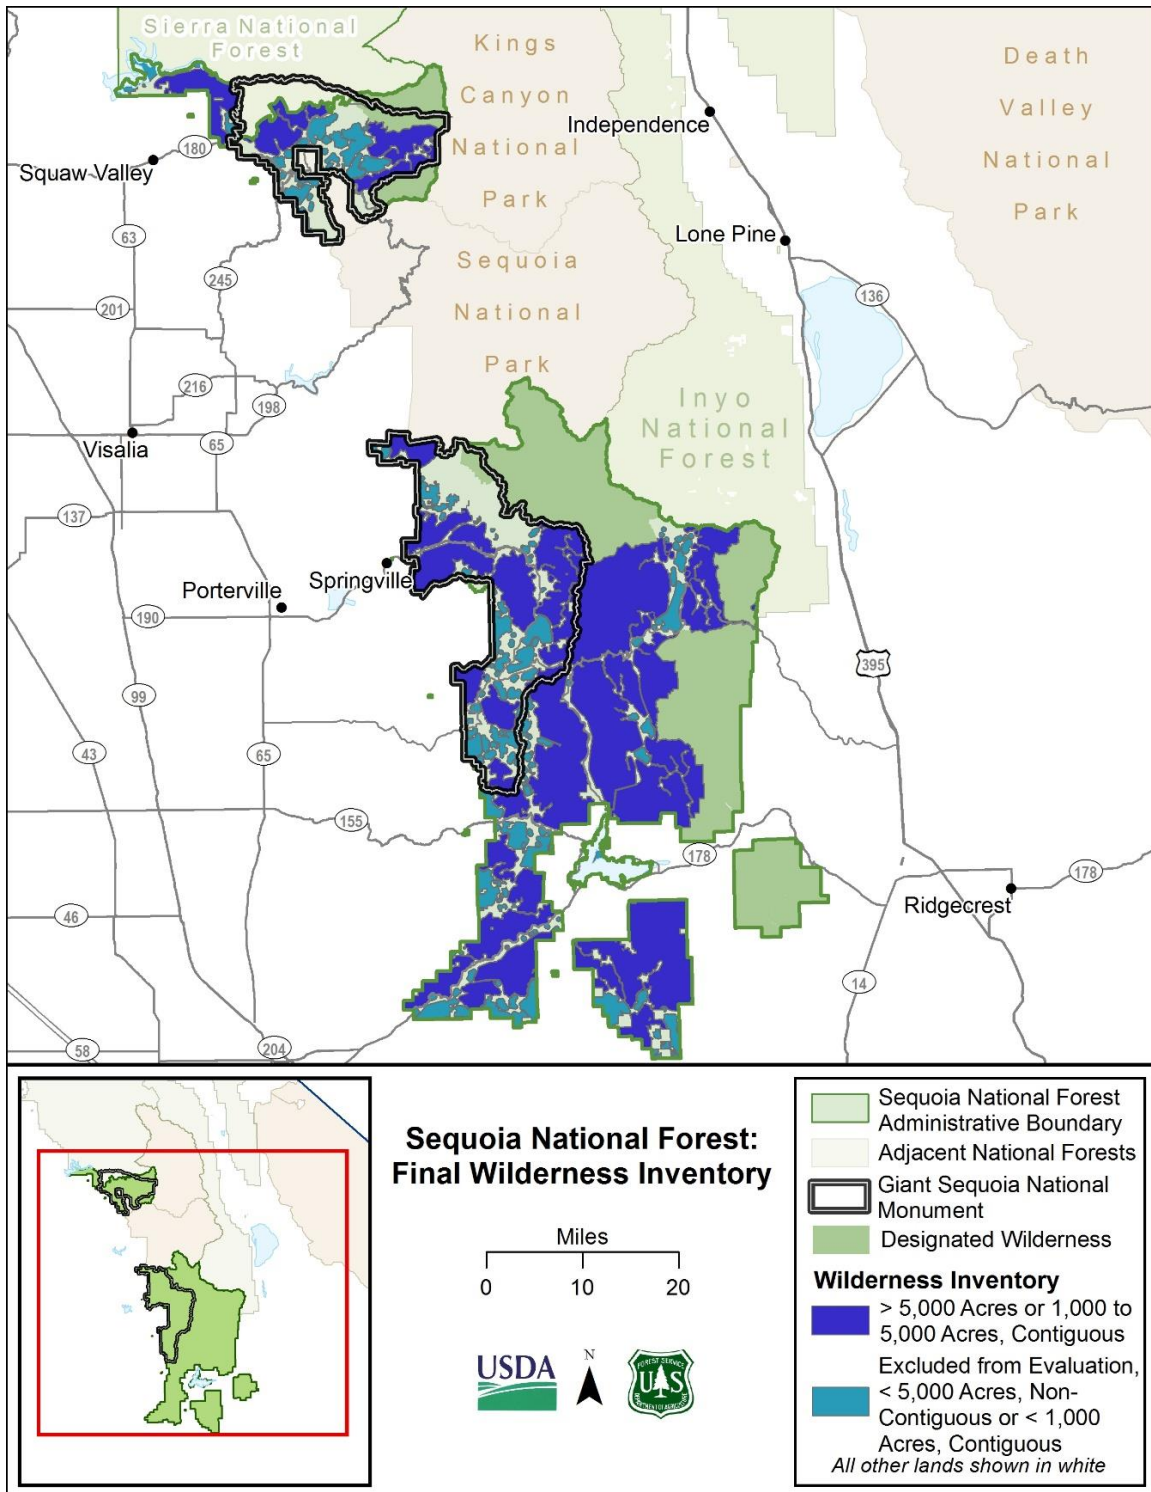 Sierra National
Forest
Kings
Canyon
National
Park
Death
Valley
National
Park
Independence
180
Squaw Valley
63
Lone Pine
245
Sequoia
National
Park
136
201
216
198
Inyo
National
Forest
Visalia
65
137
Springville
Porterville
190
395
99
43
65
155
178
178
46
Ridgecrest
14
58
204
Sequoia National Forest:
Final Wilderness Inventory
Miles
0 10 20
USDA
N
FOREST SERVICE
U S
DEPARTMENT OF AGRICULTURE
Sequoia National Forest
Administrative Boundary
Adjacent National Forests
Giant Sequoia National
Monument
Designated Wilderness
Wilderness Inventory
> 5,000 Acres or 1,000 to
5,000 Acres, Contiguous
Excluded from Evaluation,
< 5,000 Acres, Non-
Contiguous or < 1,000
Acres, Contiguous
All other lands shown in white